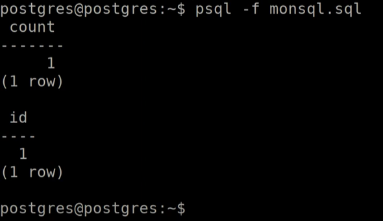 postgres@postgres:~$ psql -f monsql.sql
 count
-------
     1
(1 row)

 id
----
  1
(1 row)

postgres@postgres:~$